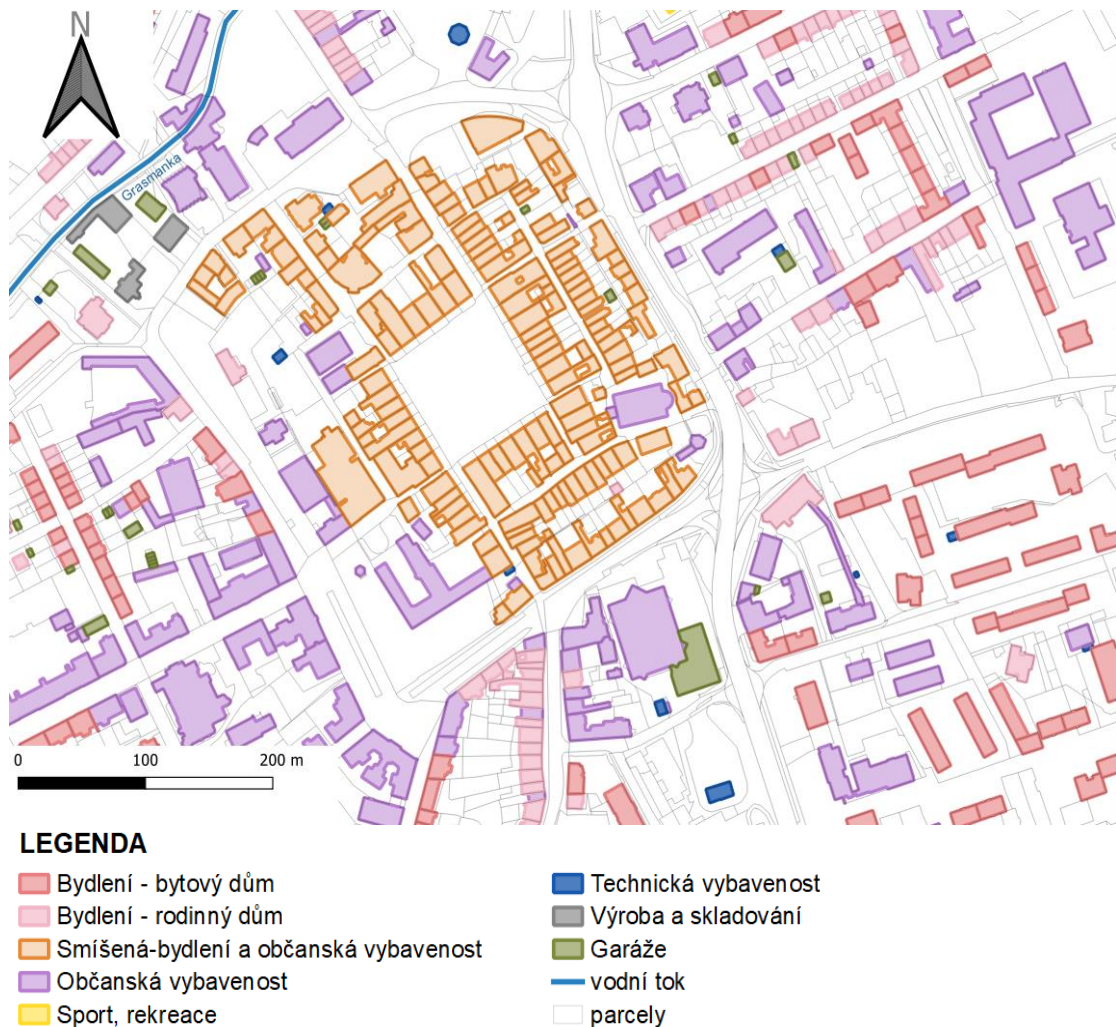 N
Grasmanka
0 100 200 m
LEGENDA
Bydlení - bytový dům
Bydlení - rodinný dům
Smíšená-bydlení a občanská vybavenost
Občanská vybavenost
Sport, rekreace
Technická vybavenost
Výroba a skladování
Garáže
vodní tok
parcely